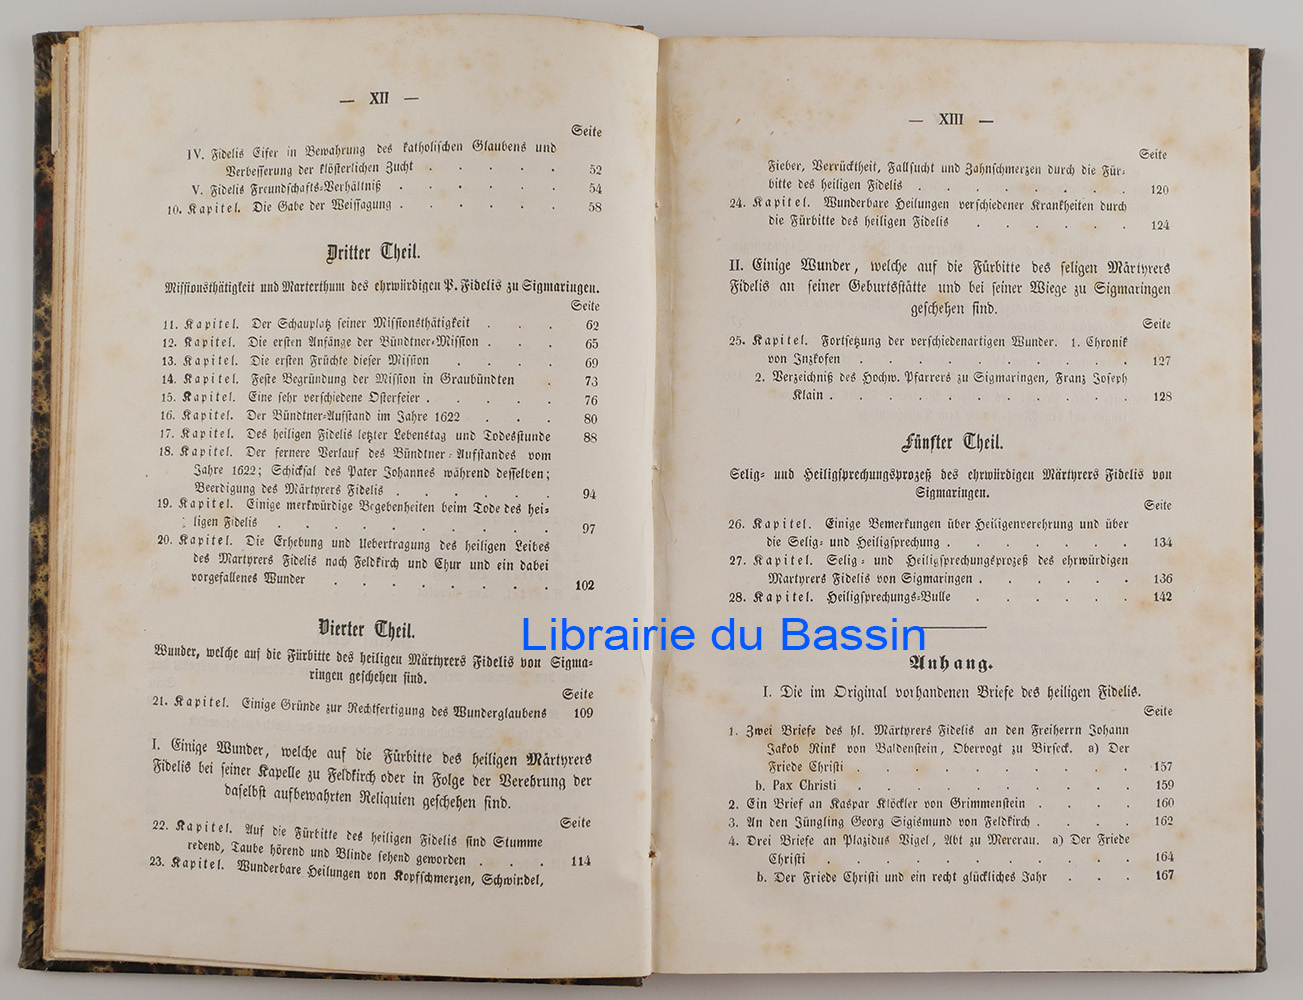 — XII —
Seite
IV. Fidelis Eifer in Bewahrung des katholischen Glaubens und
Verbesserung der klösterlichen Zucht . . . . . 52
V. Fidelis Freundschafts-Verhältniß . . . . . . 54
10. Kapitel. Die Gabe der Weissagung . . . . . . 58
Dritter Theil.
Missionsthätigkeit und Marterthum des ehrwürdigen P. Fidelis zu Sigmaringen.
Seite
11. Kapitel. Der Schauplatz seiner Missionsthätigkeit . . . 62
12. Kapitel. Die ersten Anfänge der Bündtner-Mission . . . 65
13. Kapitel. Die ersten Früchte dieser Mission . . . 69
14. Kapitel. Feste Begründung der Mission in Graubündten . 73
15. Kapitel. Eine sehr verschiedene Osterfeier . . . . 76
16. Kapitel. Der Bündtner-Aufstand im Jahre 1622 . . . 80
17. Kapitel. Des heiligen Fidelis letzter Lebenstag und Todesstunde 88
18. Kapitel. Der fernere Verlauf des Bündtner-Aufstandes vom
Jahre 1622; Schicksal des Pater Johannes während desselben;
Beerdigung des Märtyrers Fidelis . . . . . . 94
19. Kapitel. Einige merkwürdige Begebenheiten beim Tode des hei-
ligen Fidelis . . . . . . . . . 97
20. Kapitel. Die Erhebung und Uebertragung des heiligen Leibes
des Martyrers Fidelis nach Feldkirch und Chur und ein dabei
vorgefallenes Wunder . . . . . . . 102
Vierter Theil.
Wunder, welche auf die Fürbitte des heiligen Märtyrers Fidelis von Sigma-
ringen geschehen sind.
Seite
21. Kapitel. Einige Gründe zur Rechtfertigung des Wunderglaubens 109
I. Einige Wunder, welche auf die Fürbitte des heiligen Märtyrers
Fidelis bei seiner Kapelle zu Feldkirch oder in Folge der Verehrung der
daselbst aufbewahrten Reliquien geschehen sind.
Seite
22. Kapitel. Auf die Fürbitte des heiligen Fidelis sind Stumme
redend, Taube hörend und Blinde sehend geworden . . . 114
23. Kapitel. Wunderbare Heilungen von Kopfschmerzen, Schwindel,
— XIII —
Seite
Fieber, Verrücktheit, Fallsucht und Zahnschmerzen durch die Für-
bitte des heiligen Fidelis . . . . . . . . 120
24. Kapitel. Wunderbare Heilungen verschiedener Krankheiten durch
die Fürbitte des heiligen Fidelis . . . . . . 124
II. Einige Wunder, welche auf die Fürbitte des seligen Märtyrers
Fidelis an seiner Geburtsstätte und bei seiner Wiege zu Sigmaringen
geschehen sind.
Seite
25. Kapitel. Fortsetzung der verschiedenartigen Wunder. 1. Chronik
von Inzkofen . . . . . . . . . 127
2. Verzeichniß des Hochw. Pfarrers zu Sigmaringen, Franz Joseph
Klain . . . . . . . . . . . 128
Fünfter Theil.
Selig- und Heiligsprechungsprozeß des ehrwürdigen Märtyrers Fidelis von
Sigmaringen.
Seite
26. Kapitel. Einige Bemerkungen über Heiligenverehrung und über
die Selig- und Heiligsprechung . . . . . . . 134
27. Kapitel. Selig- und Heiligsprechungsprozeß des ehrwürdigen
Martyrers Fidelis von Sigmaringen . . . . . . 136
28. Kapitel. Heiligsprechungs-Bulle . . . . . . 142
Librairie du Bassin
Anhang.
I. Die im Original vorhandenen Briefe des heiligen Fidelis.
Seite
1. Zwei Briefe des hl. Märtyrers Fidelis an den Freiherrn Johann
Jakob Rink von Baldenstein, Obervogt zu Birseck. a) Der
Friede Christi . . . . . . . . . . 157
b. Pax Christi . . . . . . . . . . 159
2. Ein Brief an Kaspar Klöckler von Grimmenstein . . . . 160
3. An den Jüngling Georg Sigismund von Feldkirch . . . . 162
4. Drei Briefe an Plazidus Vigel, Abt zu Mererau. a) Der Friede
Christi . . . . . . . . . . . 164
b. Der Friede Christi und ein recht glückliches Jahr . . . 167